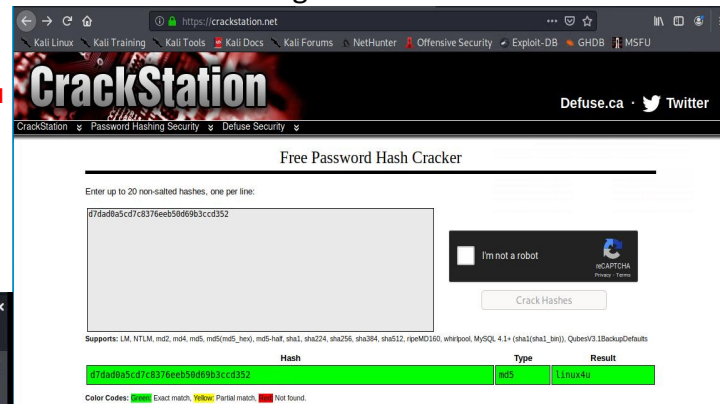 https://crackstation.net
Kali Linux Kali Training Kali Tools Kali Docs Kali Forums NetHunter Offensive Security Exploit-DB GHDB MSFU
CrackStation
Defuse.ca · Twitter
CrackStation Password Hashing Security Defuse Security
Free Password Hash Cracker
Enter up to 20 non-salted hashes, one per line:
d7dad0a5cd7c8376eeb50d69b3ccd352
I'm not a robot
reCAPTCHA
Privacy - Terms
Crack Hashes
Supports: LM, NTLM, md2, md4, md5, md5(md5_hex), md5-half, sha1, sha224, sha256, sha384, sha512, ripeMD160, whirlpool, MySQL 4.1+ (sha1(sha1_bin)), QubesV3.1BackupDefaults
Hash Type Result
d7dad0a5cd7c8376eeb50d69b3ccd352 md5 linux4u
Color Codes: Green: Exact match, Yellow: Partial match, Red: Not found.